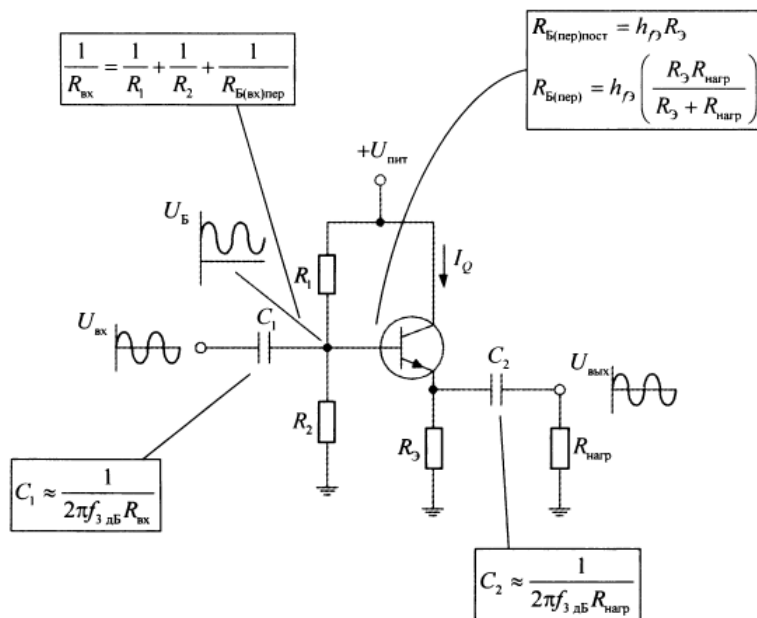 1/R_вх = 1/R_1 + 1/R_2 + 1/R_Б(вх)пер
R_Б(пер)пост = h_fЭ R_Э
R_Б(пер) = h_fЭ (R_Э R_нагр / (R_Э + R_нагр))
+U_пит
U_Б
R_1
I_Q
U_вх
C_1
C_2
U_вых
R_2
R_Э
R_нагр
C_1 ≈ 1/(2πf_3 дБ R_вх)
C_2 ≈ 1/(2πf_3 дБ R_нагр)